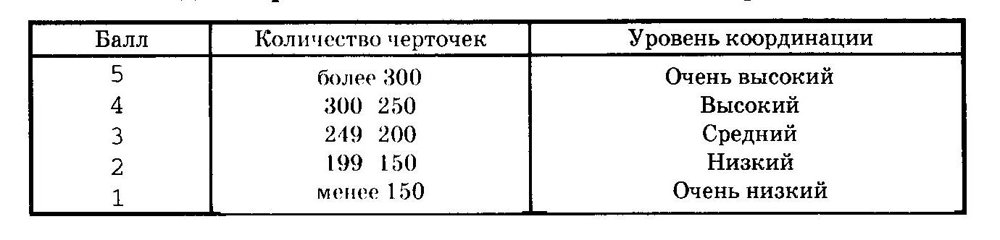 Балл Количество черточек Уровень координации
5 более 300 Очень высокий
4 300 250 Высокий
3 249 200 Средний
2 199 150 Низкий
1 менее 150 Очень низкий